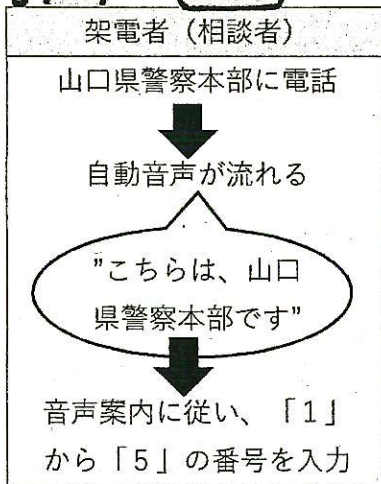 架電者（相談者）
山口県警察本部に電話
自動音声が流れる
”こちらは、山口
県警察本部です”
音声案内に従い、「1」
から「5」の番号を入力